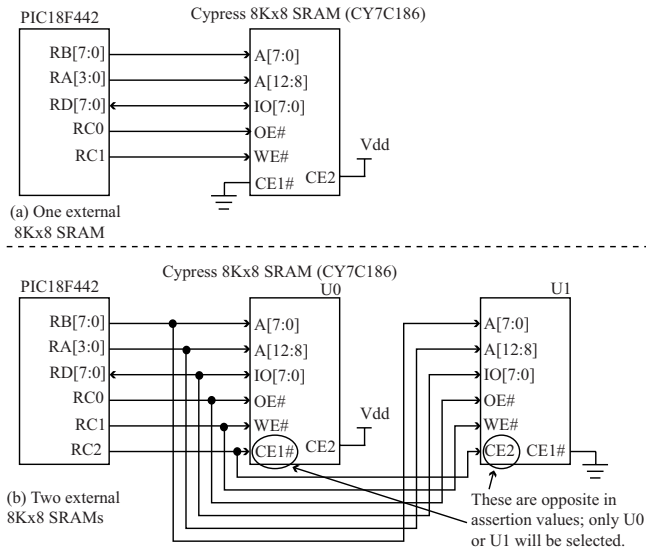 Cypress 8Kx8 SRAM (CY7C186)
PIC18F442
RB[7:0]
RA[3:0]
RD[7:0]
RC0
RC1
A[7:0]
A[12:8]
IO[7:0]
OE#
WE#
CE1#
CE2
Vdd
(a) One external
8Kx8 SRAM
Cypress 8Kx8 SRAM (CY7C186)
PIC18F442
U0
U1
RB[7:0]
RA[3:0]
RD[7:0]
RC0
RC1
RC2
A[7:0]
A[12:8]
IO[7:0]
OE#
WE#
CE1#
CE2
Vdd
A[7:0]
A[12:8]
IO[7:0]
OE#
WE#
CE2
CE1#
(b) Two external
8Kx8 SRAMs
These are opposite in
assertion values; only U0
or U1 will be selected.